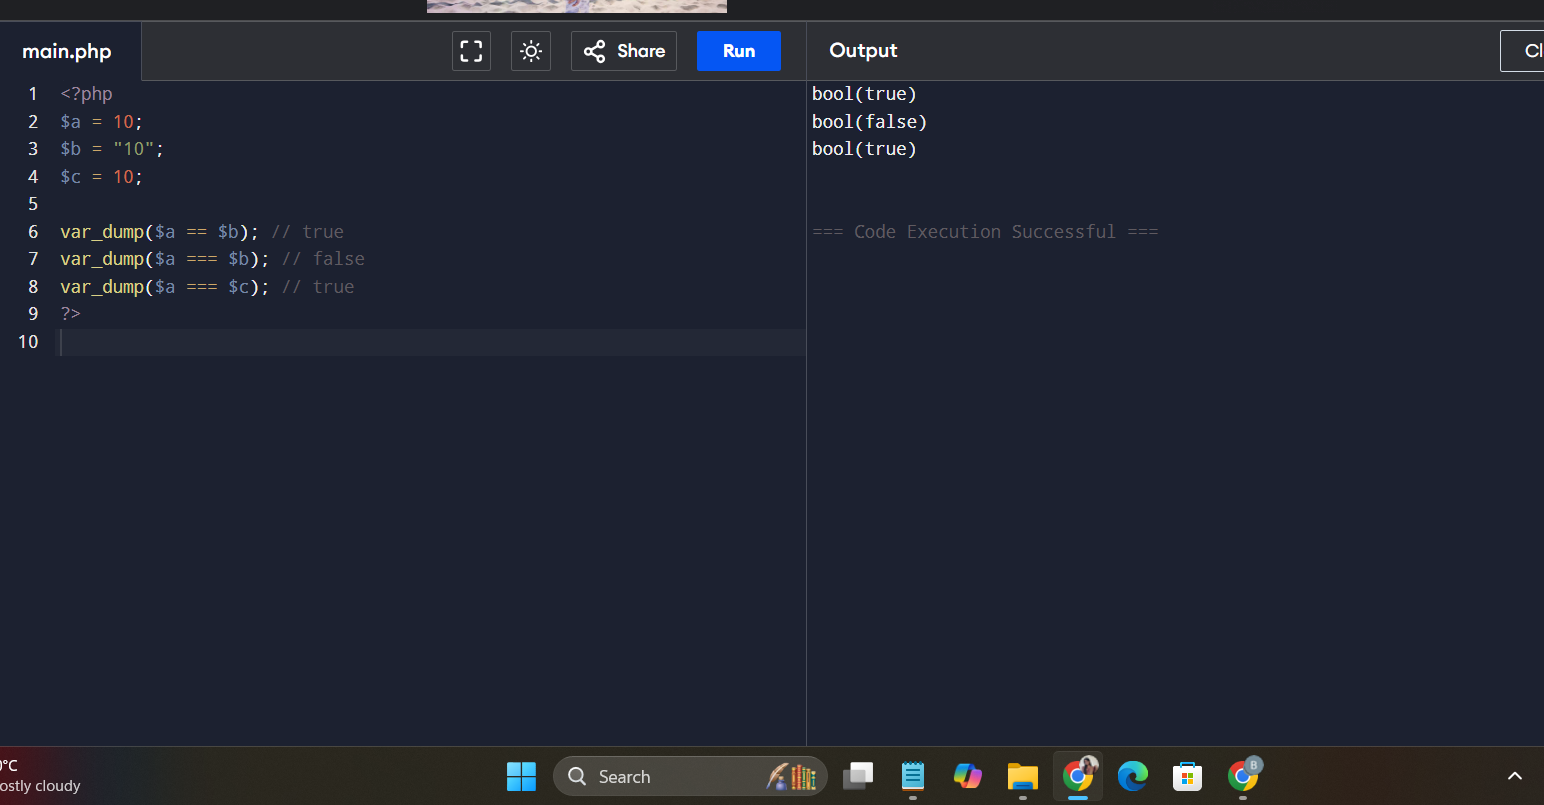 main.php
Share
Run
Output
Cl
1 <?php
2 $a = 10;
3 $b = "10";
4 $c = 10;
5
6 var_dump($a == $b); // true
7 var_dump($a === $b); // false
8 var_dump($a === $c); // true
9 ?>
10
bool(true)
bool(false)
bool(true)
=== Code Execution Successful ===
°C
ostly cloudy
Search
B